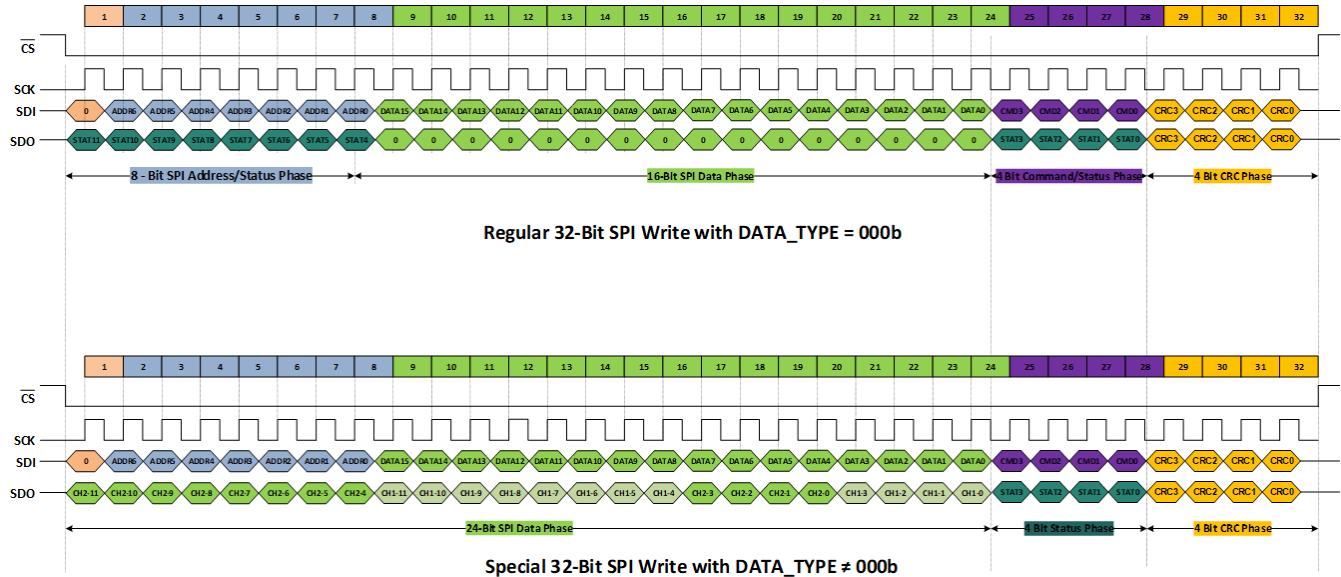 1 2 3 4 5 6 7 8 9 10 11 12 13 14 15 16 17 18 19 20 21 22 23 24 25 26 27 28 29 30 31 32
CS
SCK
SDI 0 ADDR6 ADDR5 ADDR4 ADDR3 ADDR2 ADDR1 ADDR0 DATA15 DATA14 DATA13 DATA12 DATA11 DATA10 DATA9 DATA8 DATA7 DATA6 DATA5 DATA4 DATA3 DATA2 DATA1 DATA0 CMD3 CMD2 CMD1 CMD0 CRC3 CRC2 CRC1 CRC0
SDO STAT11 STAT10 STAT9 STAT8 STAT7 STAT6 STAT5 STAT4 0 0 0 0 0 0 0 0 0 0 0 0 0 0 0 0 STAT3 STAT2 STAT1 STAT0 CRC3 CRC2 CRC1 CRC0
8 - Bit SPI Address/Status Phase 16-Bit SPI Data Phase 4 Bit Command/Status Phase 4 Bit CRC Phase
Regular 32-Bit SPI Write with DATA_TYPE = 000b
1 2 3 4 5 6 7 8 9 10 11 12 13 14 15 16 17 18 19 20 21 22 23 24 25 26 27 28 29 30 31 32
CS
SCK
SDI 0 ADDR6 ADDR5 ADDR4 ADDR3 ADDR2 ADDR1 ADDR0 DATA15 DATA14 DATA13 DATA12 DATA11 DATA10 DATA9 DATA8 DATA7 DATA6 DATA5 DATA4 DATA3 DATA2 DATA1 DATA0 CMD3 CMD2 CMD1 CMD0 CRC3 CRC2 CRC1 CRC0
SDO CH2-11 CH2-10 CH2-9 CH2-8 CH2-7 CH2-6 CH2-5 CH2-4 CH1-11 CH1-10 CH1-9 CH1-8 CH1-7 CH1-6 CH1-5 CH1-4 CH2-3 CH2-2 CH2-1 CH2-0 CH1-3 CH1-2 CH1-1 CH1-0 STAT3 STAT2 STAT1 STAT0 CRC3 CRC2 CRC1 CRC0
24-Bit SPI Data Phase 4 Bit Status Phase 4 Bit CRC Phase
Special 32-Bit SPI Write with DATA_TYPE ≠ 000b